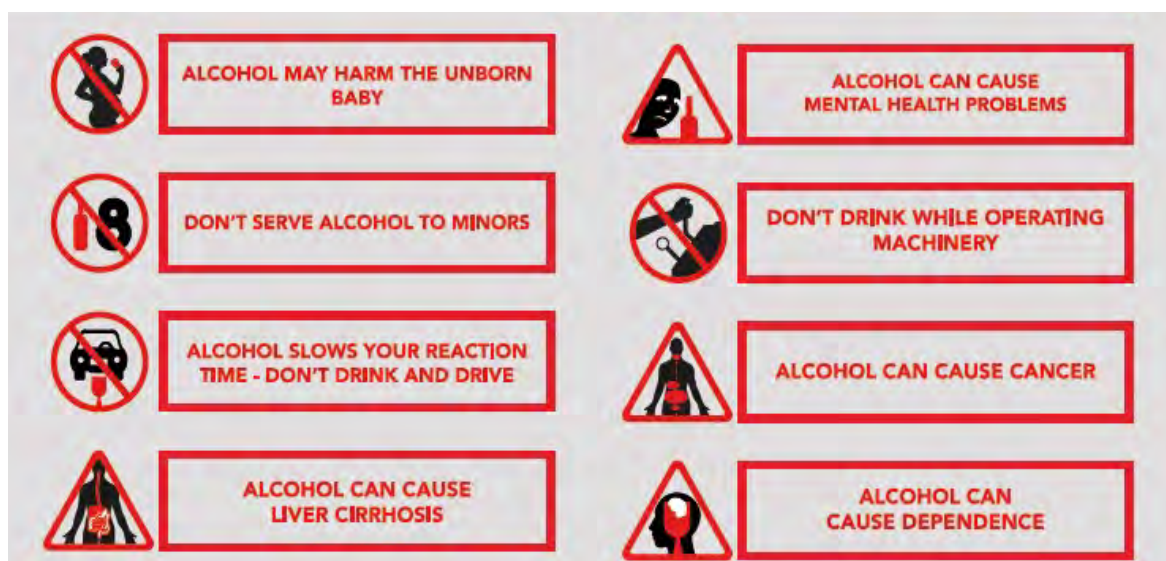 ALCOHOL MAY HARM THE UNBORN
BABY
DON'T SERVE ALCOHOL TO MINORS
18
ALCOHOL SLOWS YOUR REACTION
TIME - DON'T DRINK AND DRIVE
ALCOHOL CAN CAUSE
LIVER CIRRHOSIS
ALCOHOL CAN CAUSE
MENTAL HEALTH PROBLEMS
DON'T DRINK WHILE OPERATING
MACHINERY
ALCOHOL CAN CAUSE CANCER
ALCOHOL CAN
CAUSE DEPENDENCE